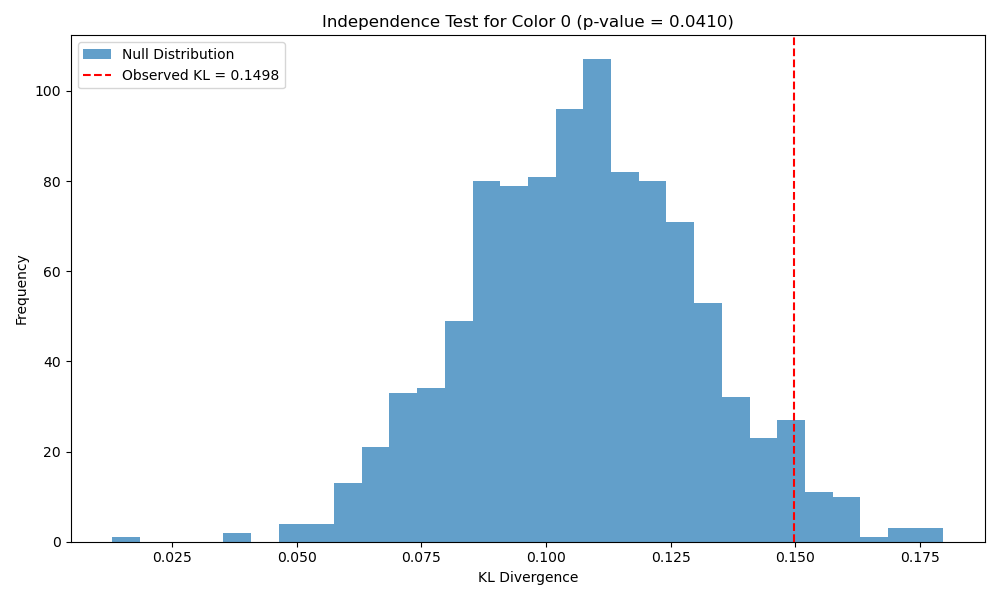 Independence Test for Color 0 (p-value = 0.0410)
Null Distribution
Observed KL = 0.1498
Frequency
100
80
60
40
20
0
0.025 0.050 0.075 0.100 0.125 0.150 0.175
KL Divergence